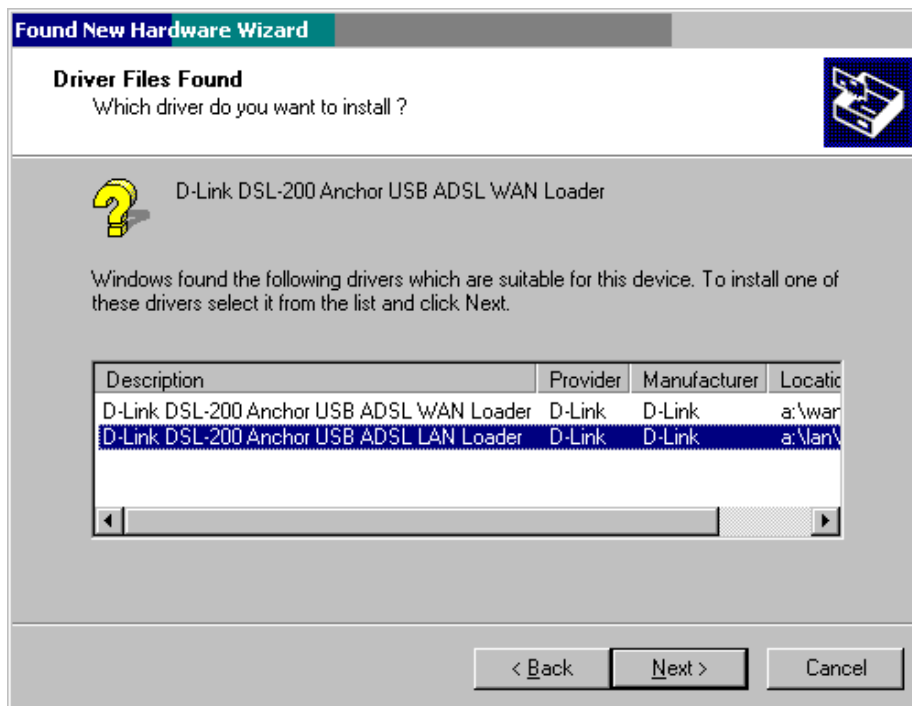 Found New Hardware Wizard
Driver Files Found
Which driver do you want to install ?
D-Link DSL-200 Anchor USB ADSL WAN Loader
Windows found the following drivers which are suitable for this device. To install one of
these drivers select it from the list and click Next.
Description Provider Manufacturer Locatic
D-Link DSL-200 Anchor USB ADSL WAN Loader D-Link D-Link a:\war
D-Link DSL-200 Anchor USB ADSL LAN Loader D-Link D-Link a:\lan\
< Back Next > Cancel